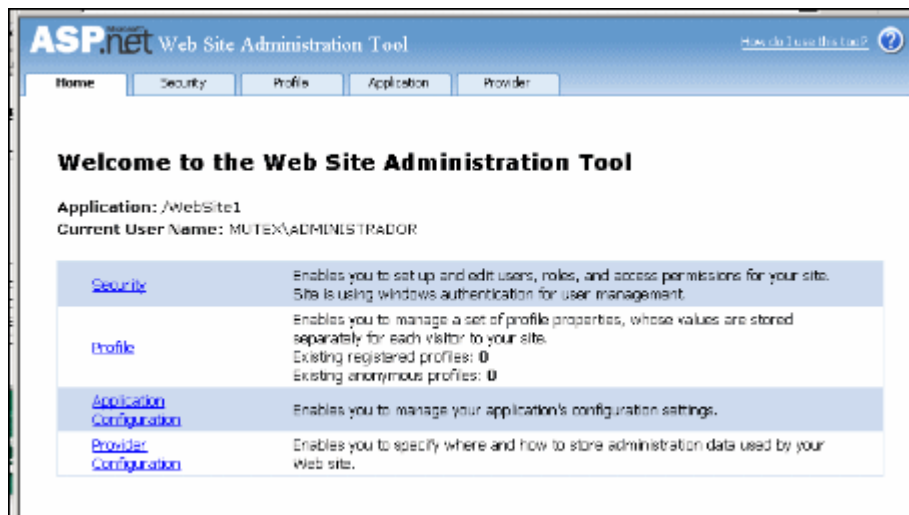 Microsoft
ASP.net Web Site Administration Tool
How do I use this tool? ?
Home Security Profile Application Provider
Welcome to the Web Site Administration Tool
Application: /WebSite1
Current User Name: MUTEX\ADMINISTRADOR
Security
Enables you to set up and edit users, roles, and access permissions for your site.
Site is using windows authentication for user management.
Profile
Enables you to manage a set of profile properties, whose values are stored
separately for each visitor to your site.
Existing registered profiles: 0
Existing anonymous profiles: 0
Application
Configuration
Enables you to manage your application's configuration settings.
Provider
Configuration
Enables you to specify where and how to store administration data used by your
Web site.